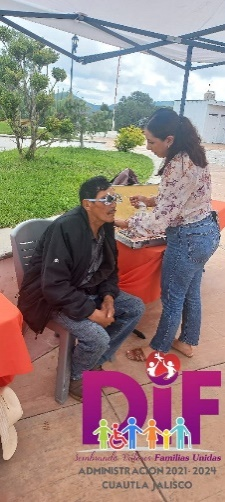 DIF
Sembrando Valores Familias Unidas
ADMINISTRACIÓN 2021- 2024
CUAUTLA JALISCO